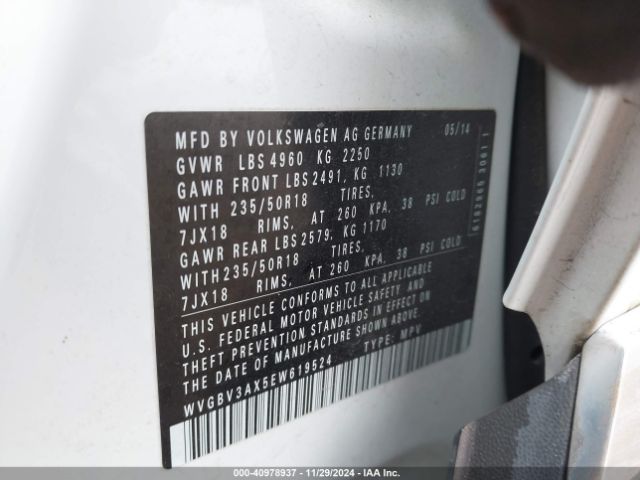 MFD BY VOLKSWAGEN AG GERMANY 05/14
GVWR LBS 4960 KG 2250
GAWR FRONT LBS 2491, KG 1130
WITH 235/50R18 TIRES,
7JX18 RIMS, AT 260 KPA, 38 PSI COLD
GAWR REAR LBS 2579, KG 1170
WITH 235/50R18 TIRES,
7JX18 RIMS, AT 260 KPA, 38 PSI COLD
THIS VEHICLE CONFORMS TO ALL APPLICABLE
U.S. FEDERAL MOTOR VEHICLE SAFETY AND
THEFT PREVENTION STANDARDS IN EFFECT ON
THE DATE OF MANUFACTURE SHOWN ABOVE.
WVGBV3AX5EW619524 TYPE: MPV
000-40978937 - 11/29/2024 - IAA Inc.